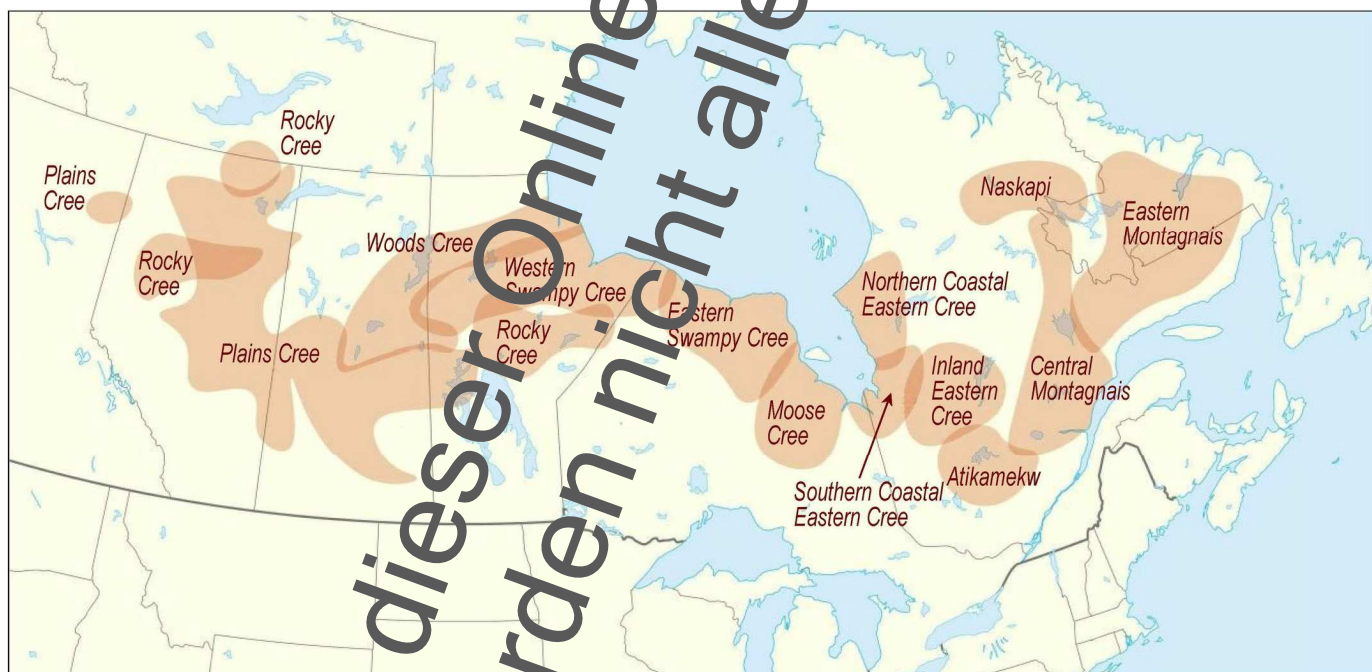 Rocky
Cree
Plains
Cree
Rocky
Cree
Plains Cree
Woods Cree
Western
Swampy Cree
Rocky
Cree
Eastern
Swampy Cree
Moose
Cree
Northern Coastal
Eastern Cree
Inland
Eastern
Cree
Southern Coastal
Eastern Cree
Atikamekw
Naskapi
Eastern
Montagnais
Central
Montagnais
dieser Online
rden nicht alle